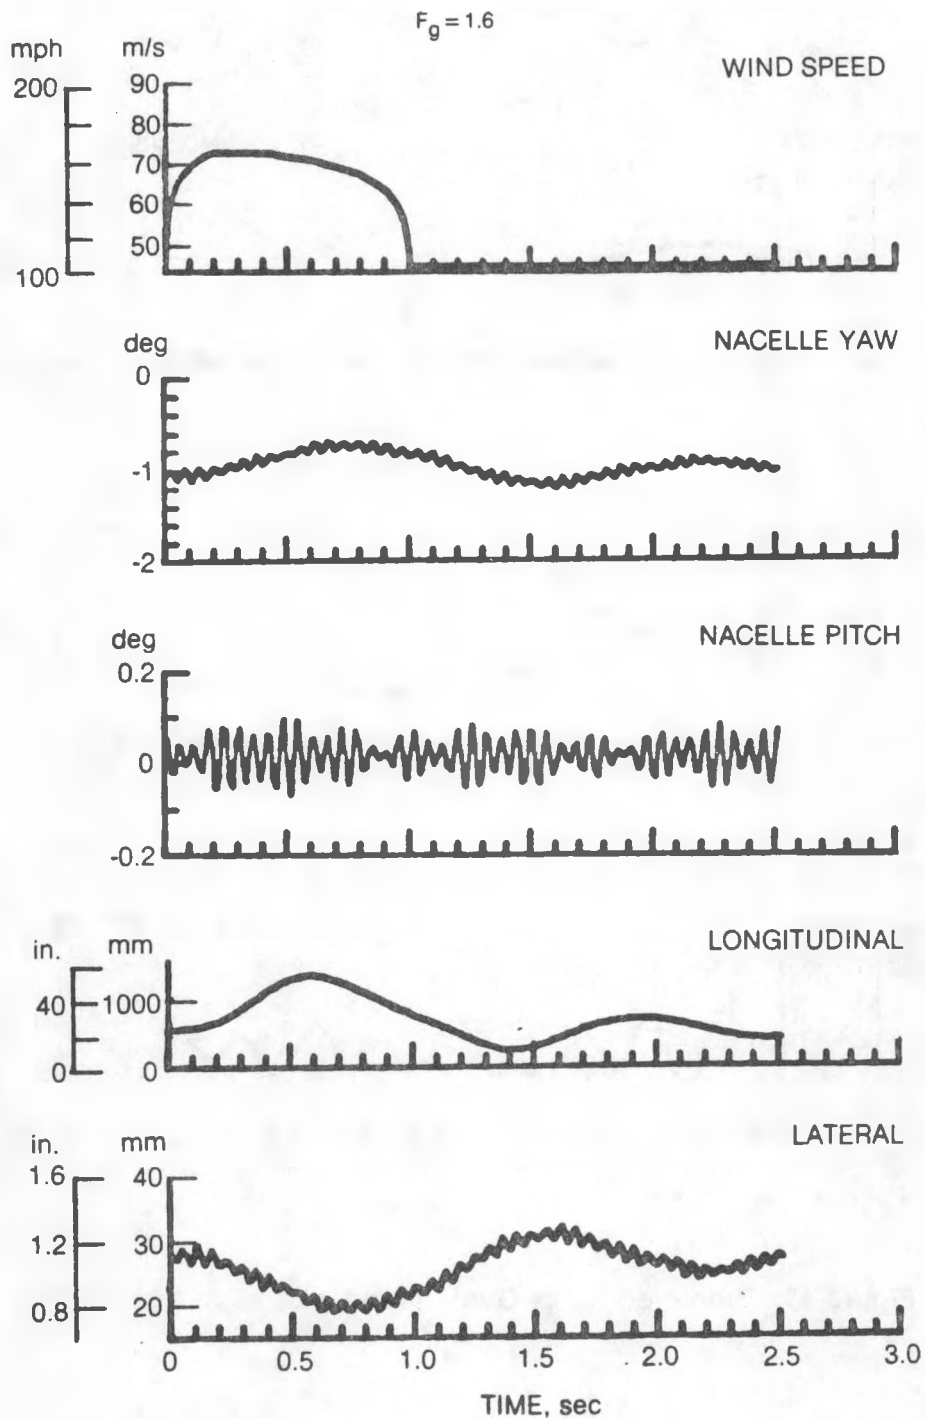 Fg = 1.6
mph
m/s
WIND SPEED
200
90
80
70
60
50
100
deg
NACELLE YAW
0
-1
-2
deg
NACELLE PITCH
0.2
0
-0.2
in.
mm
LONGITUDINAL
40
1000
0
0
in.
mm
LATERAL
1.6
40
1.2
30
0.8
20
0 0.5 1.0 1.5 2.0 2.5 3.0
TIME, sec